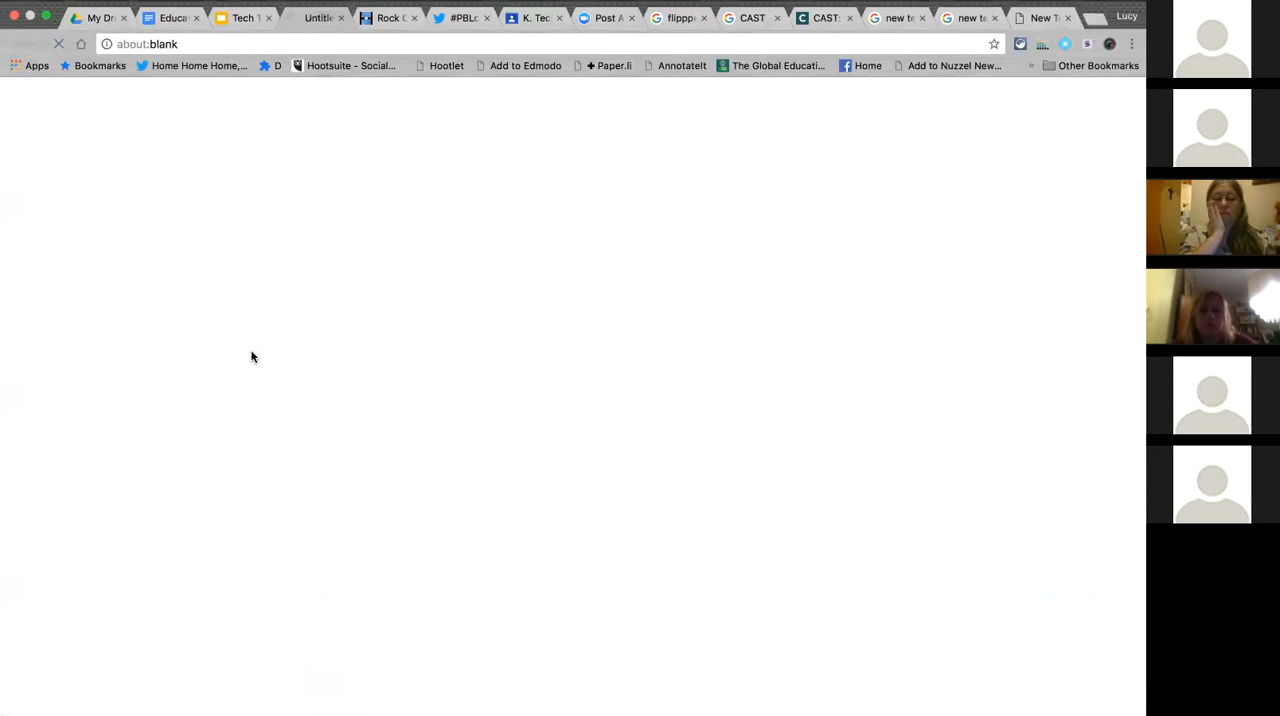 My Dr Educa Tech T Untitle Rock C #PBLc K. Tec Post A flippe CAST CAST: new te new te New T Lucy
about:blank
Apps Bookmarks Home Home Home,... D Hootsuite - Social... Hootlet Add to Edmodo + Paper.li AnnotateIt The Global Educati... Home Add to Nuzzel New... » Other Bookmarks